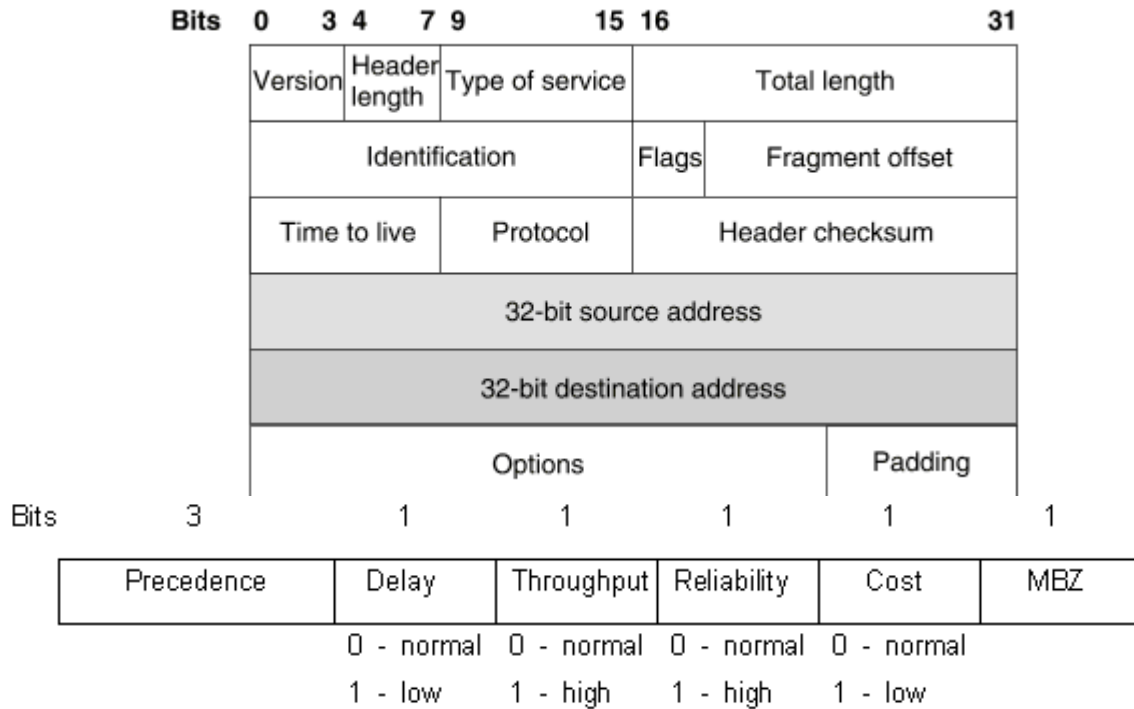 Bits 0 3 4 7 9 15 16 31
Version Header length Type of service Total length
Identification Flags Fragment offset
Time to live Protocol Header checksum
32-bit source address
32-bit destination address
Options Padding
Bits 3 1 1 1 1 1
Precedence Delay Throughput Reliability Cost MBZ
0 - normal 0 - normal 0 - normal 0 - normal
1 - low 1 - high 1 - high 1 - low